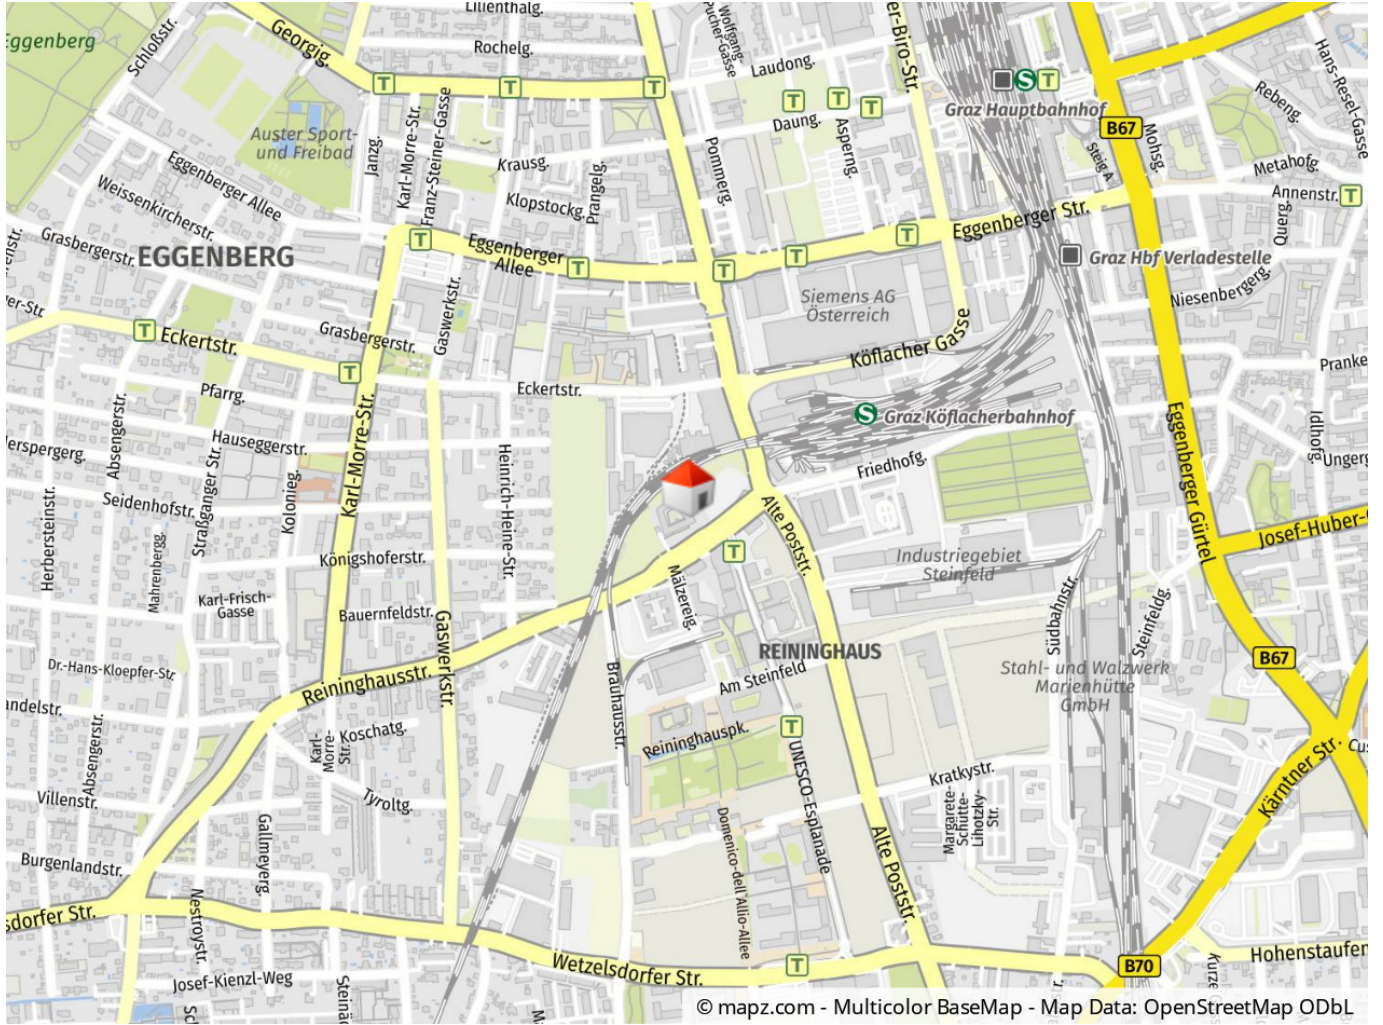 Lilienthalg.
Eggenberg
Schloßstr.
Georgig.
Rochelg.
Wolfgang-
Pucher-Gasse
Laudong.
er-Biro-Str.
T
T
T
T
T
T
S
T
Graz Hauptbahnhof
B67
Hans-Resel-Gasse
Rebeng.
Auster Sport-
und Freibad
Janzg.
Karl-Morre-Str.
Franz-Steiner-Gasse
Krausg.
Prangelg.
Klopstockg.
Pommerg.
Daung.
Asperng.
Steig A
Mohsg.
Metahofg.
Annenstr.
T
Querg.
Eggenberger Allee
Weissenkircherstr.
Grasbergerstr.
EGGENBERG
T
Eggenberger
Allee
T
T
T
T
Eggenberger Str.
Graz Hbf Verladestelle
Niesenbergerg.
Siemens AG
Österreich
Gaswerkstr.
er-Str.
T
Eckertstr.
Grasbergerstr.
T
Köflacher Gasse
Pfarrg.
Eckertstr.
Absengerstr.
Hauseggerstr.
Karl-Morre-Str.
S
Graz Köflacherbahnhof
Friedhofg.
Eggenberger Gürtel
Idlhofg.
Herbersteinstr.
Seidenhofstr.
Straßganger Str.
Kolonieg.
Heinrich-Heine-Str.
Alte Poststr.
Josef-Huber-
Mahrenbergg.
Königshoferstr.
T
Industriegebiet
Steinfeld
Karl-Frisch-
Gasse
Bauernfeldstr.
Gaswerkstr.
Mälzereig.
Südbahnstr.
Steinfeldg.
B67
Dr.-Hans-Kloepfer-Str.
Reininghausstr.
Brauhausstr.
REININGHAUS
Am Steinfeld
Stahl- und Walzwerk
Marienhütte
GmbH
Absengerstr.
Karl-
Morre-
Str.
Koschatg.
Reininghauspk.
T
UNESCO-Esplanade
Kratkystr.
Kärntner Str.
Villenstr.
Tyroltg.
Margarete-
Schütte-
Lihotzky-
Str.
Gallmeyerg.
Domenico-dell'Allio-Allee
Alte Poststr.
Burgenlandstr.
sdorfer Str.
Nestroystr.
Wetzelsdorfer Str.
T
B70
Hohenstaufen
Josef-Kienzl-Weg
© mapz.com - Multicolor BaseMap - Map Data: OpenStreetMap ODbL